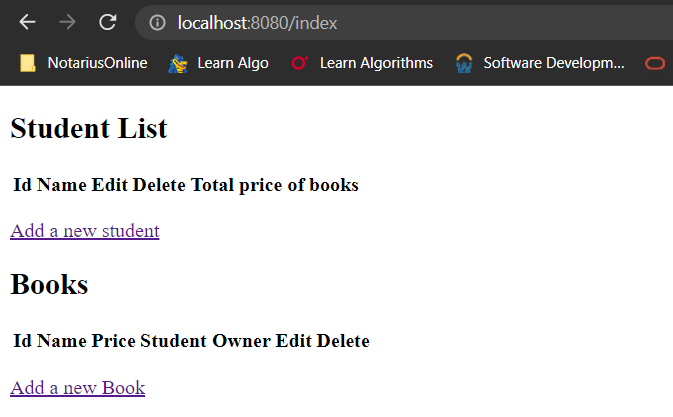 localhost:8080/index
NotariusOnline Learn Algo Learn Algorithms Software Developm...
Student List
Id Name Edit Delete Total price of books
Add a new student
Books
Id Name Price Student Owner Edit Delete
Add a new Book